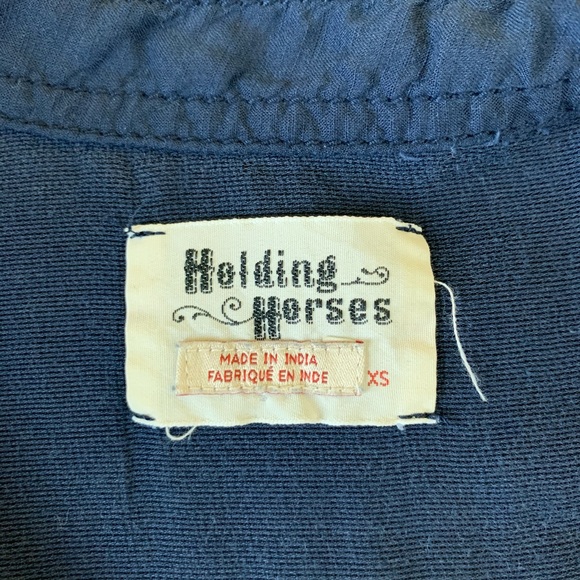 Holding
Horses
MADE IN INDIA
FABRIQUÉ EN INDE
XS